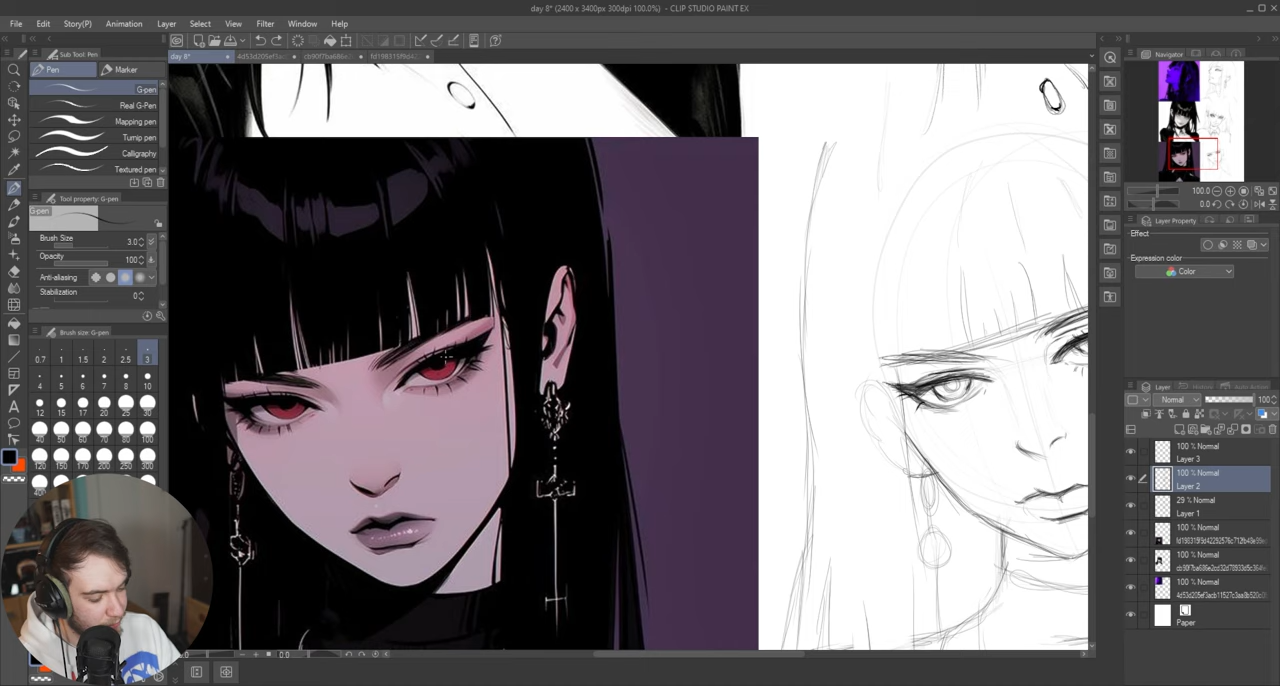 day 8* (2400 x 3400px 300dpi 100.0%) - CLIP STUDIO PAINT EX
File Edit Story(P) Animation Layer Select View Filter Window Help
Sub Tool: Pen
day 8*
Pen Marker
G-pen
Real G-Pen
Mapping pen
Turnip pen
Calligraphy
Textured pen
Tool property: G-pen
G-pen
Brush Size 3.0
Opacity 100
Anti-aliasing
Stabilization 0
Brush size: G-pen
0.7 1 1.5 2 2.5 3
4 5 6 7 8 10
12 15 17 20 25 30
40 50 60 70 80 100
120 150 170 200 250 300
Navigator
100.0
0.0
Layer Property
Effect
Expression color
Color
Layer
Normal 100
100 % Normal
Layer 3
100 % Normal
Layer 2
29 % Normal
Layer 1
100 % Normal
100 % Normal
100 % Normal
Paper